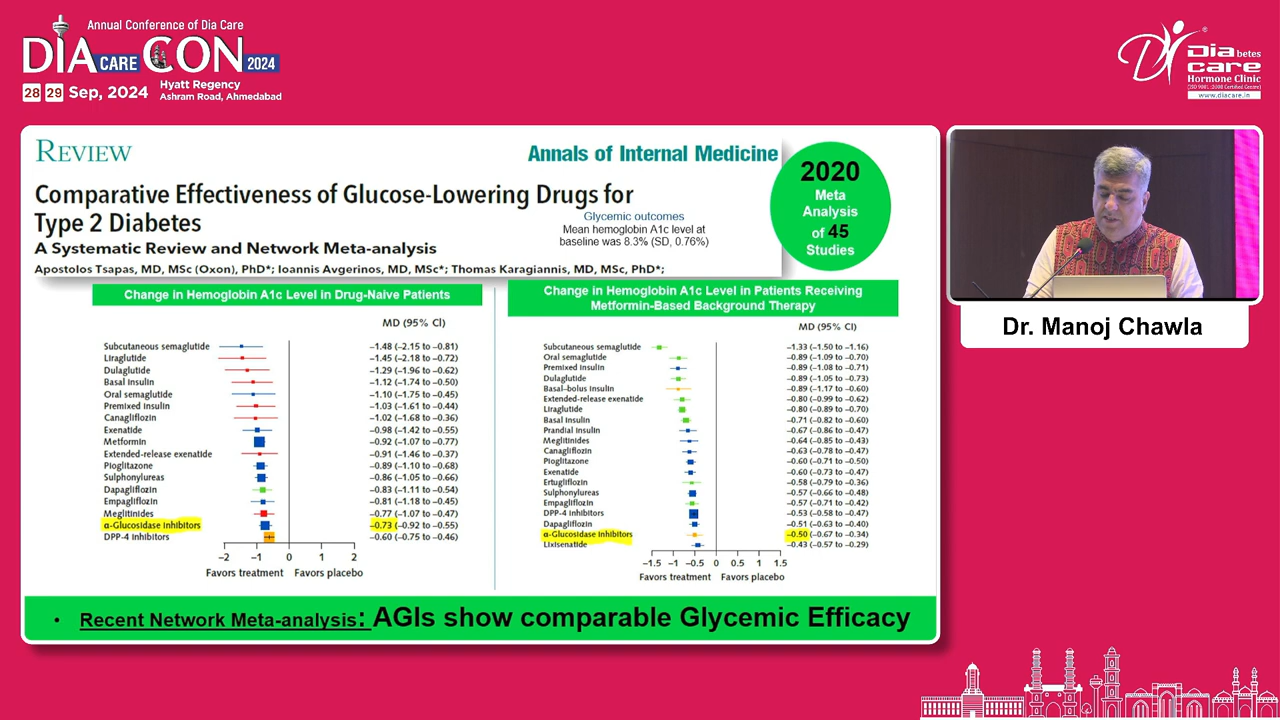 Annual Conference of Dia Care
DIA CARE CON 2024
28 29 Sep, 2024
Hyatt Regency
Ashram Road, Ahmedabad
Diabetes
care
Hormone Clinic
www.diacare.in
REVIEW
Annals of Internal Medicine
Comparative Effectiveness of Glucose-Lowering Drugs for
Type 2 Diabetes
A Systematic Review and Network Meta-analysis
Apostolos Tsapas, MD, MSc (Oxon), PhD*; Ioannis Avgerinos, MD, MSc*; Thomas Karagiannis, MD, MSc, PhD*;
Glycemic outcomes
Mean hemoglobin A1c level at
baseline was 8.3% (SD, 0.76%)
2020
Meta
Analysis
of 45
Studies
Change in Hemoglobin A1c Level in Drug-Naive Patients
MD (95% CI)
Subcutaneous semaglutide −1.48 (−2.15 to −0.81)
Liraglutide −1.45 (−2.18 to −0.72)
Dulaglutide −1.29 (−1.96 to −0.62)
Basal insulin −1.12 (−1.74 to −0.50)
Oral semaglutide −1.10 (−1.75 to −0.45)
Premixed insulin −1.03 (−1.61 to −0.44)
Canagliflozin −1.02 (−1.68 to −0.36)
Exenatide −0.98 (−1.42 to −0.55)
Metformin −0.92 (−1.07 to −0.77)
Extended-release exenatide −0.91 (−1.46 to −0.37)
Pioglitazone −0.89 (−1.10 to −0.68)
Sulphonylureas −0.86 (−1.05 to −0.66)
Dapagliflozin −0.83 (−1.11 to −0.54)
Empagliflozin −0.81 (−1.18 to −0.45)
Meglitinides −0.77 (−1.07 to −0.47)
α-Glucosidase inhibitors −0.73 (−0.92 to −0.55)
DPP-4 inhibitors −0.60 (−0.75 to −0.46)
−2 −1 0 1 2
Favors treatment Favors placebo
Change in Hemoglobin A1c Level in Patients Receiving
Metformin-Based Background Therapy
MD (95% CI)
Subcutaneous semaglutide −1.33 (−1.50 to −1.16)
Oral semaglutide −0.89 (−1.09 to −0.70)
Premixed insulin −0.89 (−1.08 to −0.71)
Dulaglutide −0.89 (−1.05 to −0.73)
Basal-bolus insulin −0.89 (−1.17 to −0.60)
Extended-release exenatide −0.80 (−0.99 to −0.62)
Liraglutide −0.80 (−0.89 to −0.70)
Basal insulin −0.71 (−0.82 to −0.60)
Prandial insulin −0.67 (−0.86 to −0.47)
Meglitinides −0.64 (−0.85 to −0.43)
Canagliflozin −0.63 (−0.78 to −0.47)
Pioglitazone −0.60 (−0.71 to −0.50)
Exenatide −0.60 (−0.73 to −0.47)
Ertugliflozin −0.58 (−0.79 to −0.36)
Sulphonylureas −0.57 (−0.66 to −0.48)
Empagliflozin −0.57 (−0.71 to −0.42)
DPP-4 inhibitors −0.53 (−0.58 to −0.47)
Dapagliflozin −0.51 (−0.63 to −0.40)
α-Glucosidase inhibitors −0.50 (−0.67 to −0.34)
Lixisenatide −0.43 (−0.57 to −0.29)
−1.5 −1.0 −0.5 0 0.5 1.0 1.5
Favors treatment Favors placebo
• Recent Network Meta-analysis: AGIs show comparable Glycemic Efficacy
Dr. Manoj Chawla